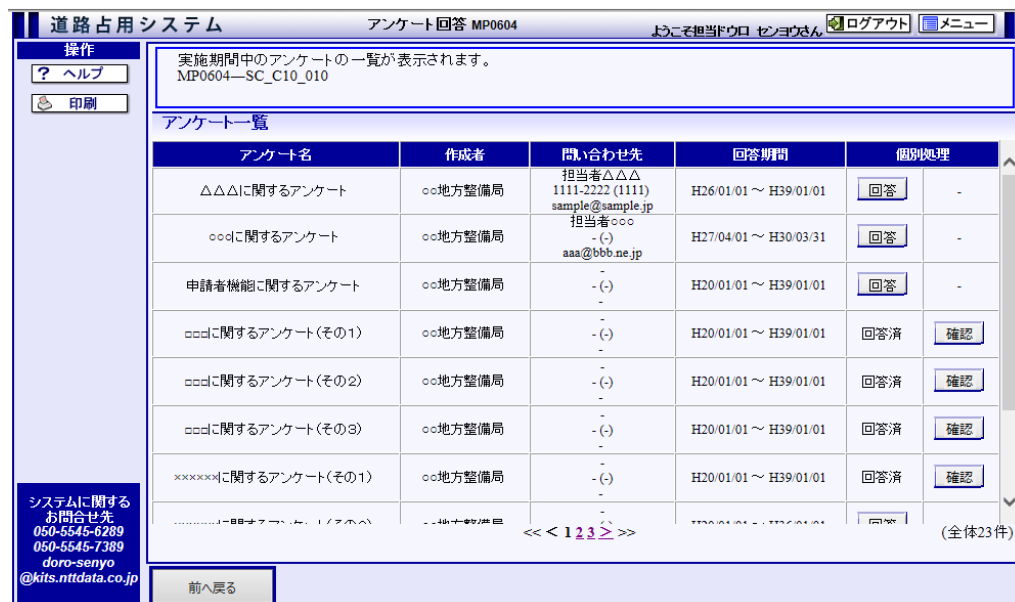 道路占用システム
アンケート回答 MP0604
ようこそ担当ドウロ センヨウさん
ログアウト
メニュー
操作
? ヘルプ
印刷
実施期間中のアンケートの一覧が表示されます。
MP0604―SC_C10_010
アンケート一覧
アンケート名 作成者 問い合わせ先 回答期間 個別処理
担当者△△△
△△△に関するアンケート ○○地方整備局 1111-2222 (1111) H26/01/01 ～ H39/01/01 回答 -
sample@sample.jp
担当者○○○
○○○に関するアンケート ○○地方整備局 - (-) H27/04/01 ～ H30/03/31 回答 -
aaa@bbb.ne.jp
-
申請者機能に関するアンケート ○○地方整備局 - (-) H20/01/01 ～ H39/01/01 回答 -
-
-
□□□に関するアンケート(その1) ○○地方整備局 - (-) H20/01/01 ～ H39/01/01 回答済 確認
-
-
□□□に関するアンケート(その2) ○○地方整備局 - (-) H20/01/01 ～ H39/01/01 回答済 確認
-
-
□□□に関するアンケート(その3) ○○地方整備局 - (-) H20/01/01 ～ H39/01/01 回答済 確認
-
-
××××××に関するアンケート(その1) ○○地方整備局 - (-) H20/01/01 ～ H39/01/01 回答済 確認
-
<< < 1 2 3 > >>
(全体23件)
システムに関する
お問合せ先
050-5545-6289
050-5545-7389
doro-senyo
@kits.nttdata.co.jp
前へ戻る